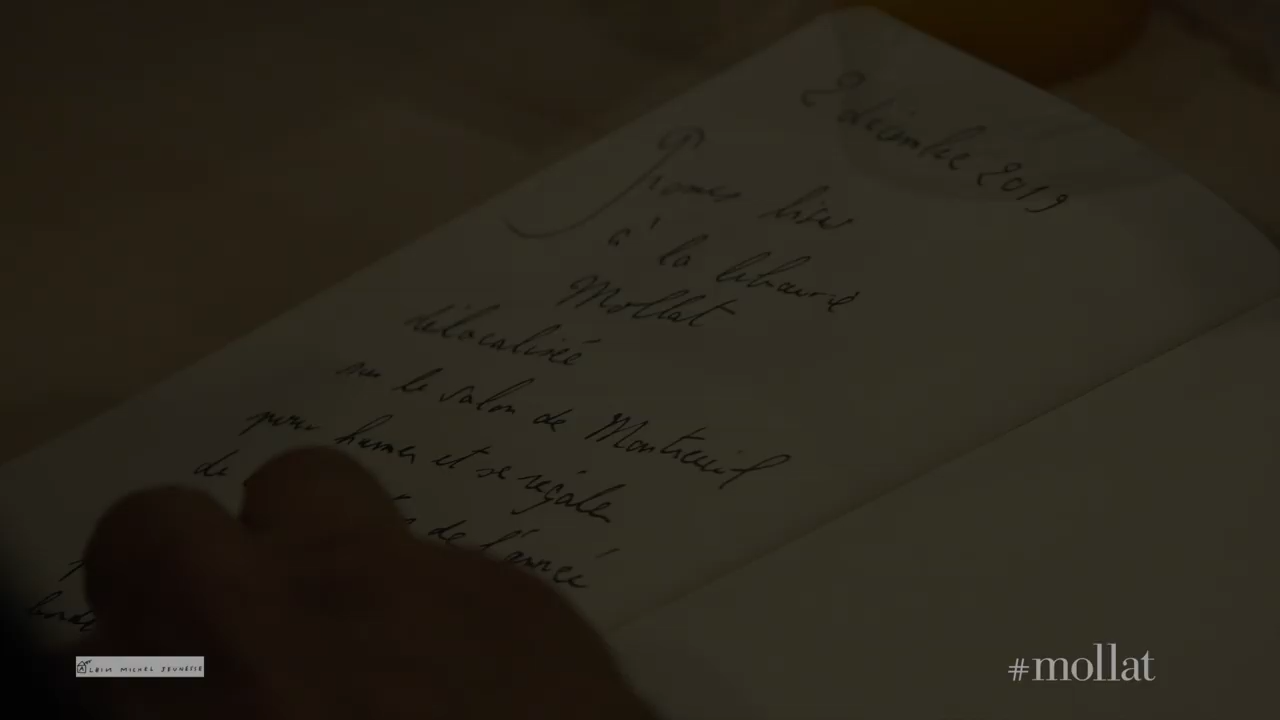 2 décembre 2019
à la librairie
Mollat
délocalisée
sur le salon de Montreuil
pour humer et se régaler
de
de l'année
ALBIN MICHEL JEUNESSE
#mollat